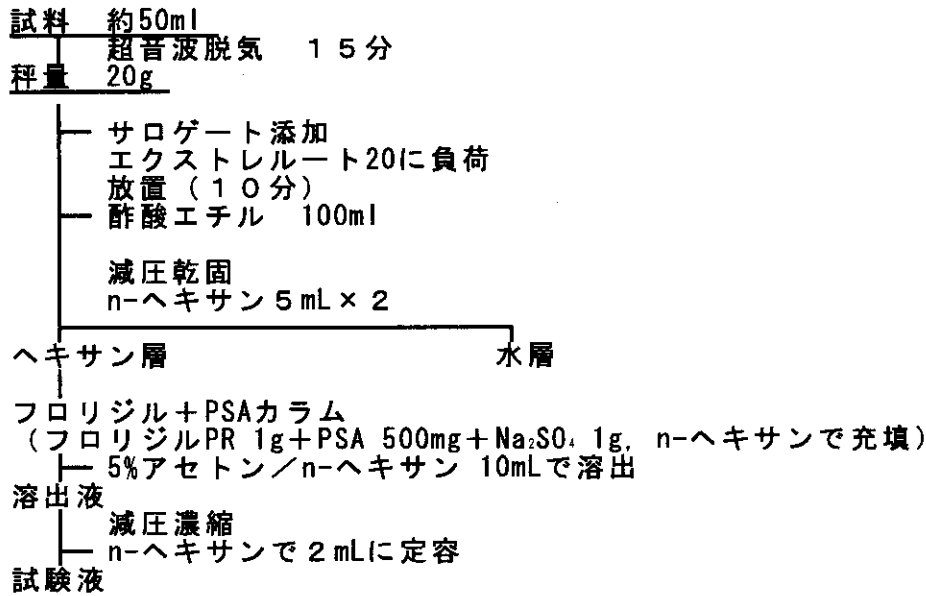 試料　約50ml
超音波脱気　１５分
秤量　20g
サロゲート添加
エクストレルート20に負荷
放置（１０分）
酢酸エチル　100ml
減圧乾固
n-ヘキサン５mL×２
ヘキサン層　水層
フロリジル＋PSAカラム
（フロリジルPR 1g＋PSA 500mg＋Na₂SO₄ 1g, n-ヘキサンで充填）
5%アセトン／n-ヘキサン 10mLで溶出
溶出液
減圧濃縮
n-ヘキサンで２mLに定容
試験液